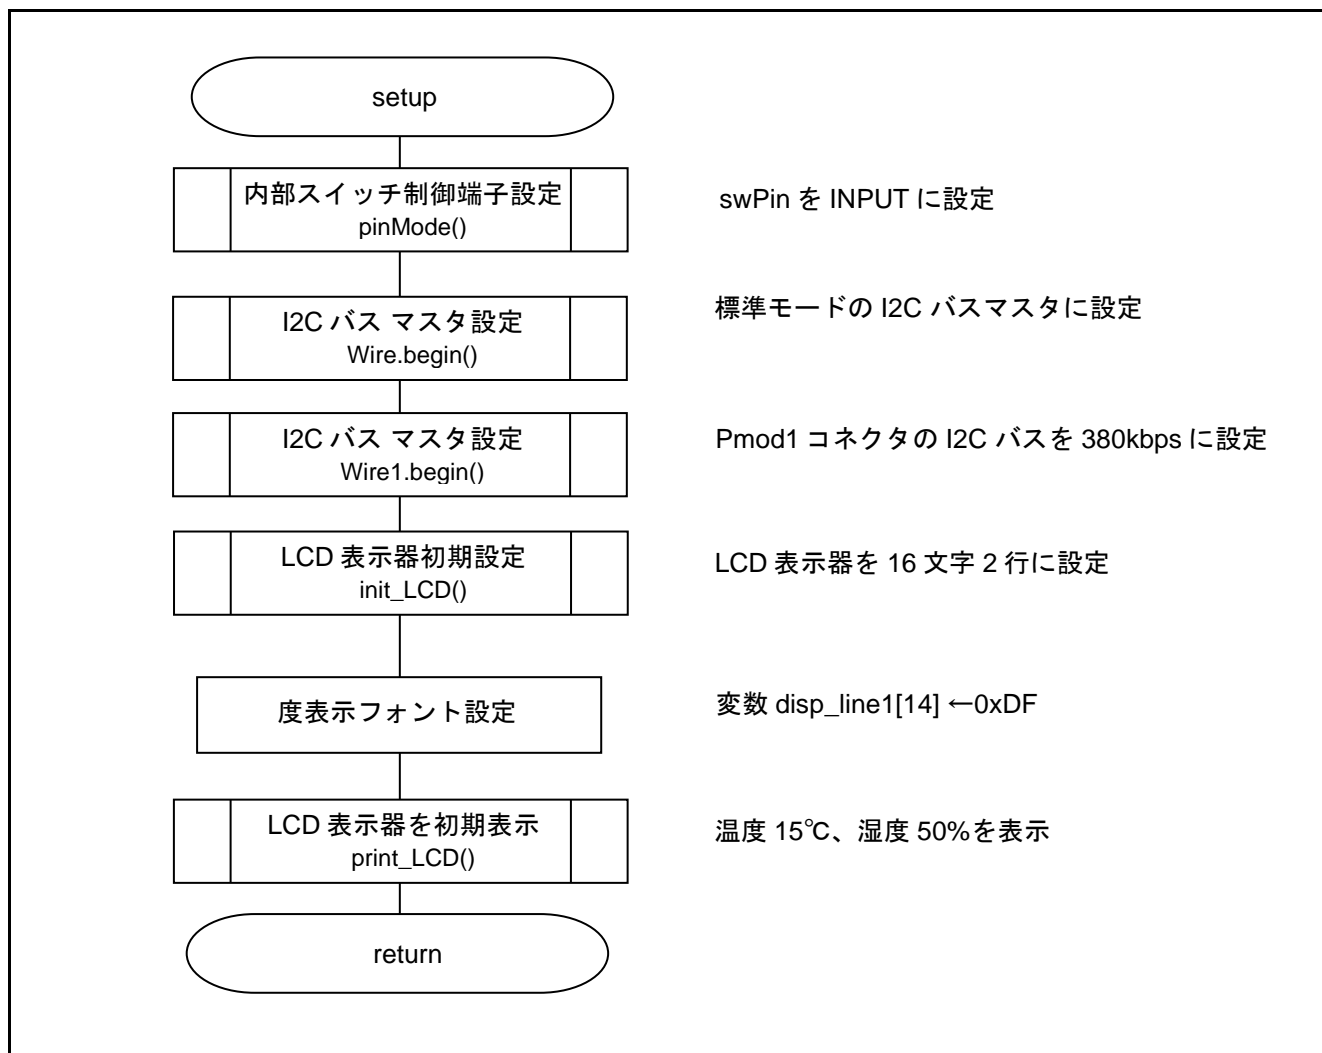 setup
内部スイッチ制御端子設定
pinMode()
swPin を INPUT に設定
I2C バス マスタ設定
Wire.begin()
標準モードの I2C バスマスタに設定
I2C バス マスタ設定
Wire1.begin()
Pmod1 コネクタの I2C バスを 380kbps に設定
LCD 表示器初期設定
init_LCD()
LCD 表示器を 16 文字 2 行に設定
度表示フォント設定
変数 disp_line1[14] ←0xDF
LCD 表示器を初期表示
print_LCD()
温度 15℃、湿度 50%を表示
return